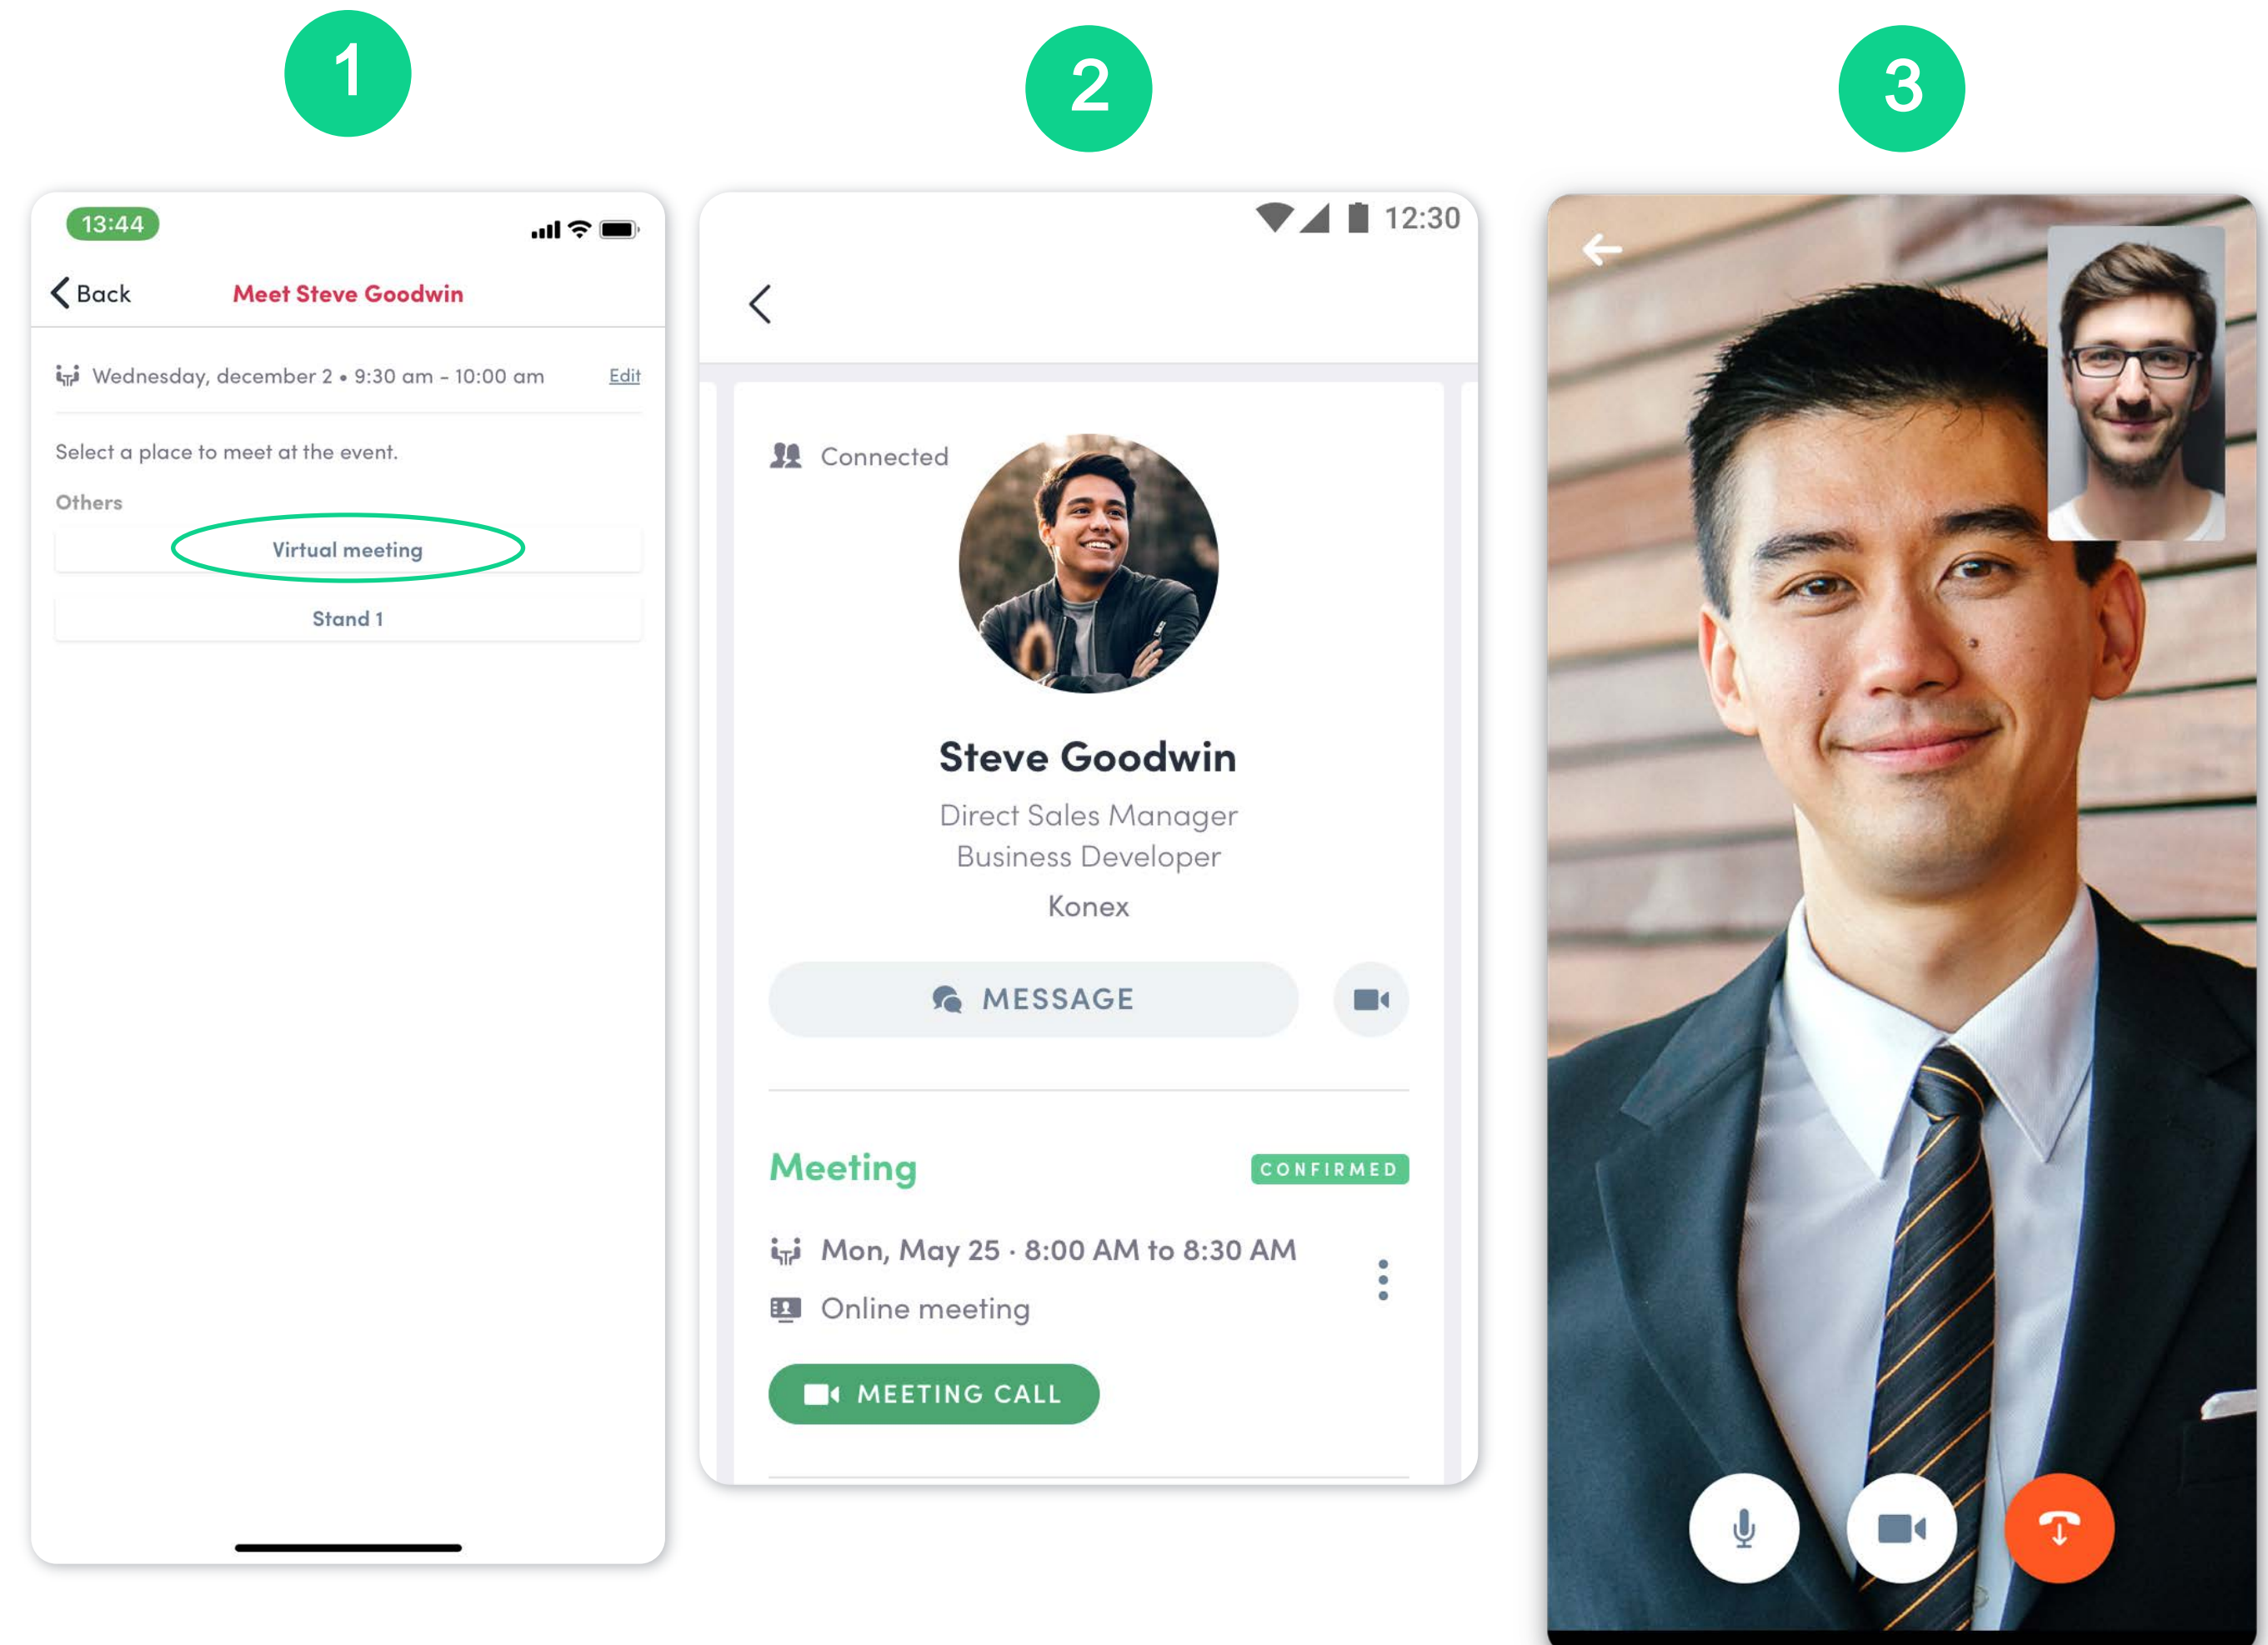 1
2
3
13:44
Back
Meet Steve Goodwin
Wednesday, december 2 • 9:30 am - 10:00 am
Edit
Select a place to meet at the event.
Others
Virtual meeting
Stand 1
12:30
Connected
Steve Goodwin
Direct Sales Manager
Business Developer
Konex
MESSAGE
Meeting
CONFIRMED
Mon, May 25 · 8:00 AM to 8:30 AM
Online meeting
MEETING CALL